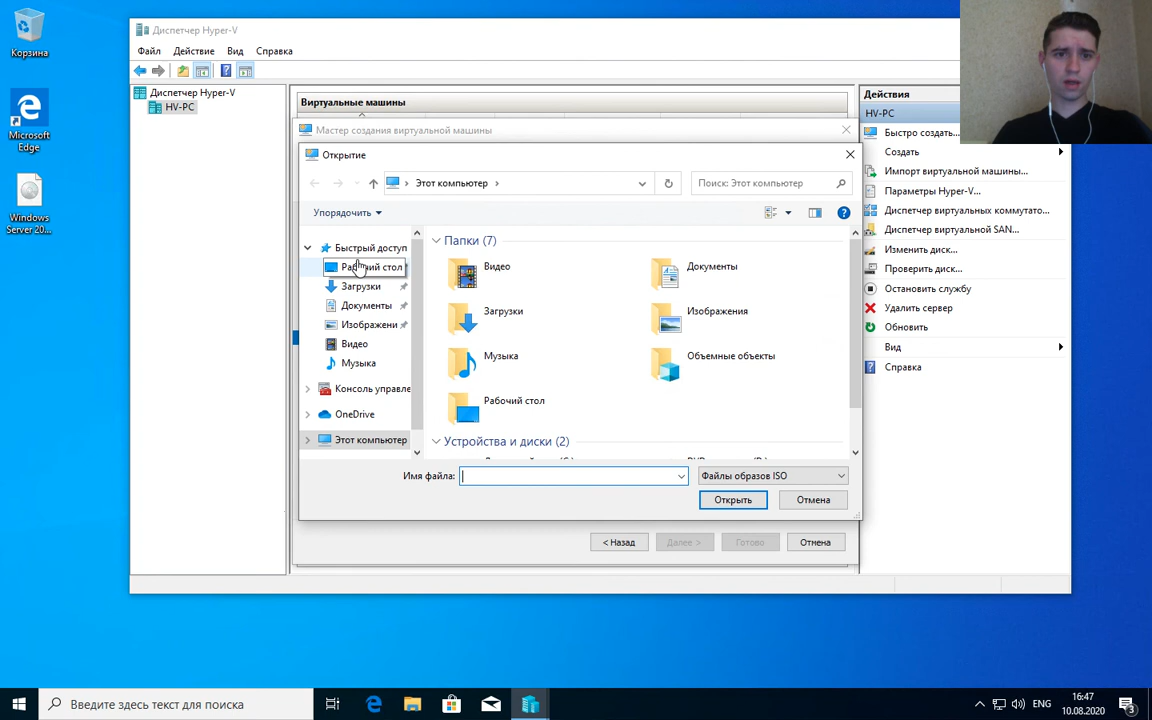 Корзина
Microsoft
Edge
Windows
Server 20...
Диспетчер Hyper-V
Файл Действие Вид Справка
Диспетчер Hyper-V
HV-PC
Виртуальные машины
Мастер создания виртуальной машины
Открытие
Этот компьютер
Поиск: Этот компьютер
Упорядочить
Быстрый доступ
Рабочий стол
Загрузки
Документы
Изображени
Видео
Музыка
Консоль управле
OneDrive
Этот компьютер
Папки (7)
Видео
Документы
Загрузки
Изображения
Музыка
Объемные объекты
Рабочий стол
Устройства и диски (2)
Имя файла:
Файлы образов ISO
Открыть
Отмена
< Назад
Далее >
Готово
Отмена
Действия
HV-PC
Быстро создать...
Создать
Импорт виртуальной машины...
Параметры Hyper-V...
Диспетчер виртуальных коммутато...
Диспетчер виртуальной SAN...
Изменить диск...
Проверить диск...
Остановить службу
Удалить сервер
Обновить
Вид
Справка
Введите здесь текст для поиска
ENG
16:47
10.08.2020
3